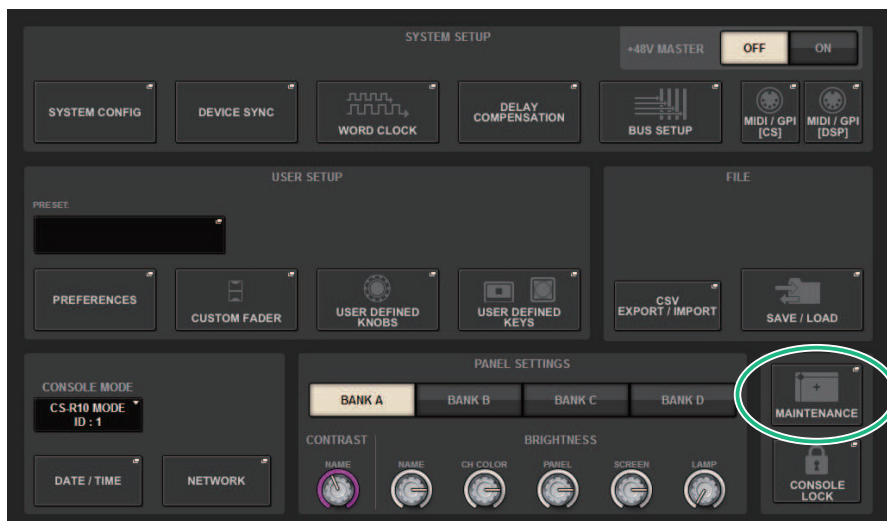 SYSTEM SETUP
+48V MASTER
OFF
ON
SYSTEM CONFIG
DEVICE SYNC
WORD CLOCK
DELAY
COMPENSATION
BUS SETUP
MIDI / GPI
[CS]
MIDI / GPI
[DSP]
USER SETUP
PRESET:
PREFERENCES
CUSTOM FADER
USER DEFINED
KNOBS
USER DEFINED
KEYS
FILE
CSV
EXPORT / IMPORT
SAVE / LOAD
CONSOLE MODE
CS-R10 MODE
ID : 1
DATE / TIME
NETWORK
PANEL SETTINGS
BANK A
BANK B
BANK C
BANK D
CONTRAST
BRIGHTNESS
NAME
NAME
CH COLOR
PANEL
SCREEN
LAMP
MAINTENANCE
CONSOLE
LOCK